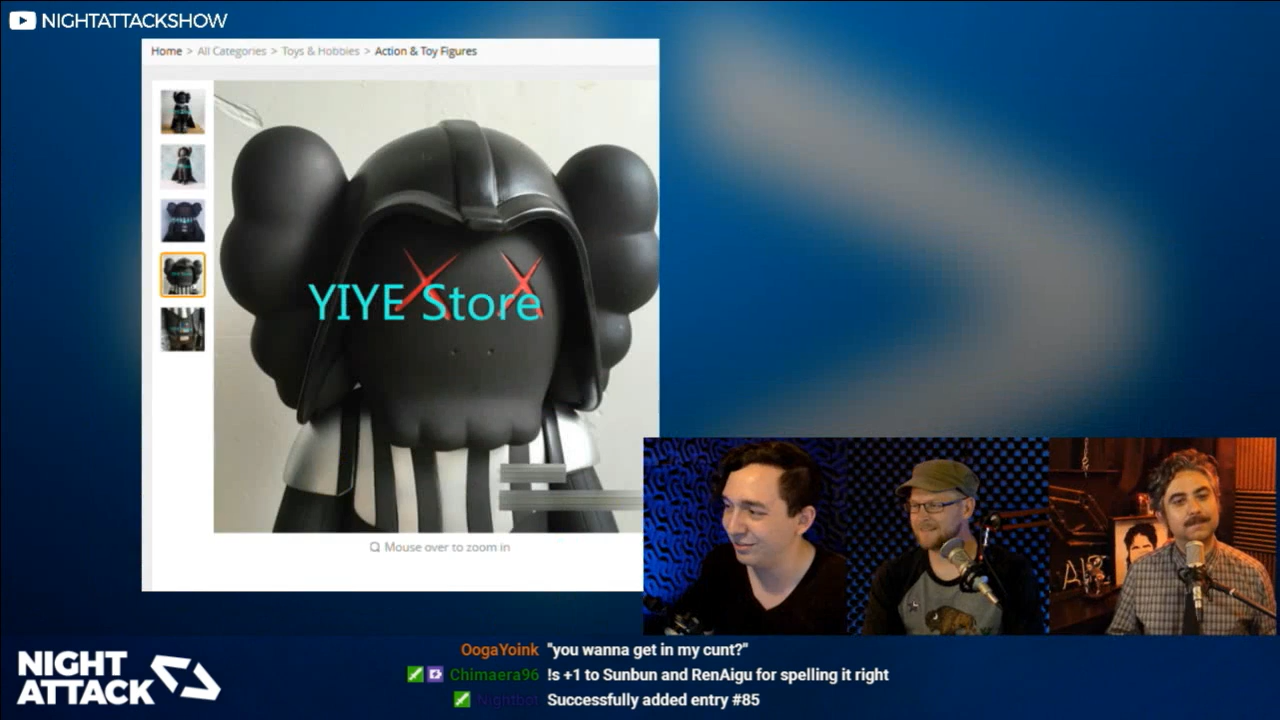 NIGHTATTACKSHOW
Home > All Categories > Toys & Hobbies > Action & Toy Figures
YIYE Store
Mouse over to zoom in
OogaYoink "you wanna get in my cunt?"
Chimaera96 !s +1 to Sunbun and RenAigu for spelling it right
Nightbot Successfully added entry #85
NIGHT
ATTACK